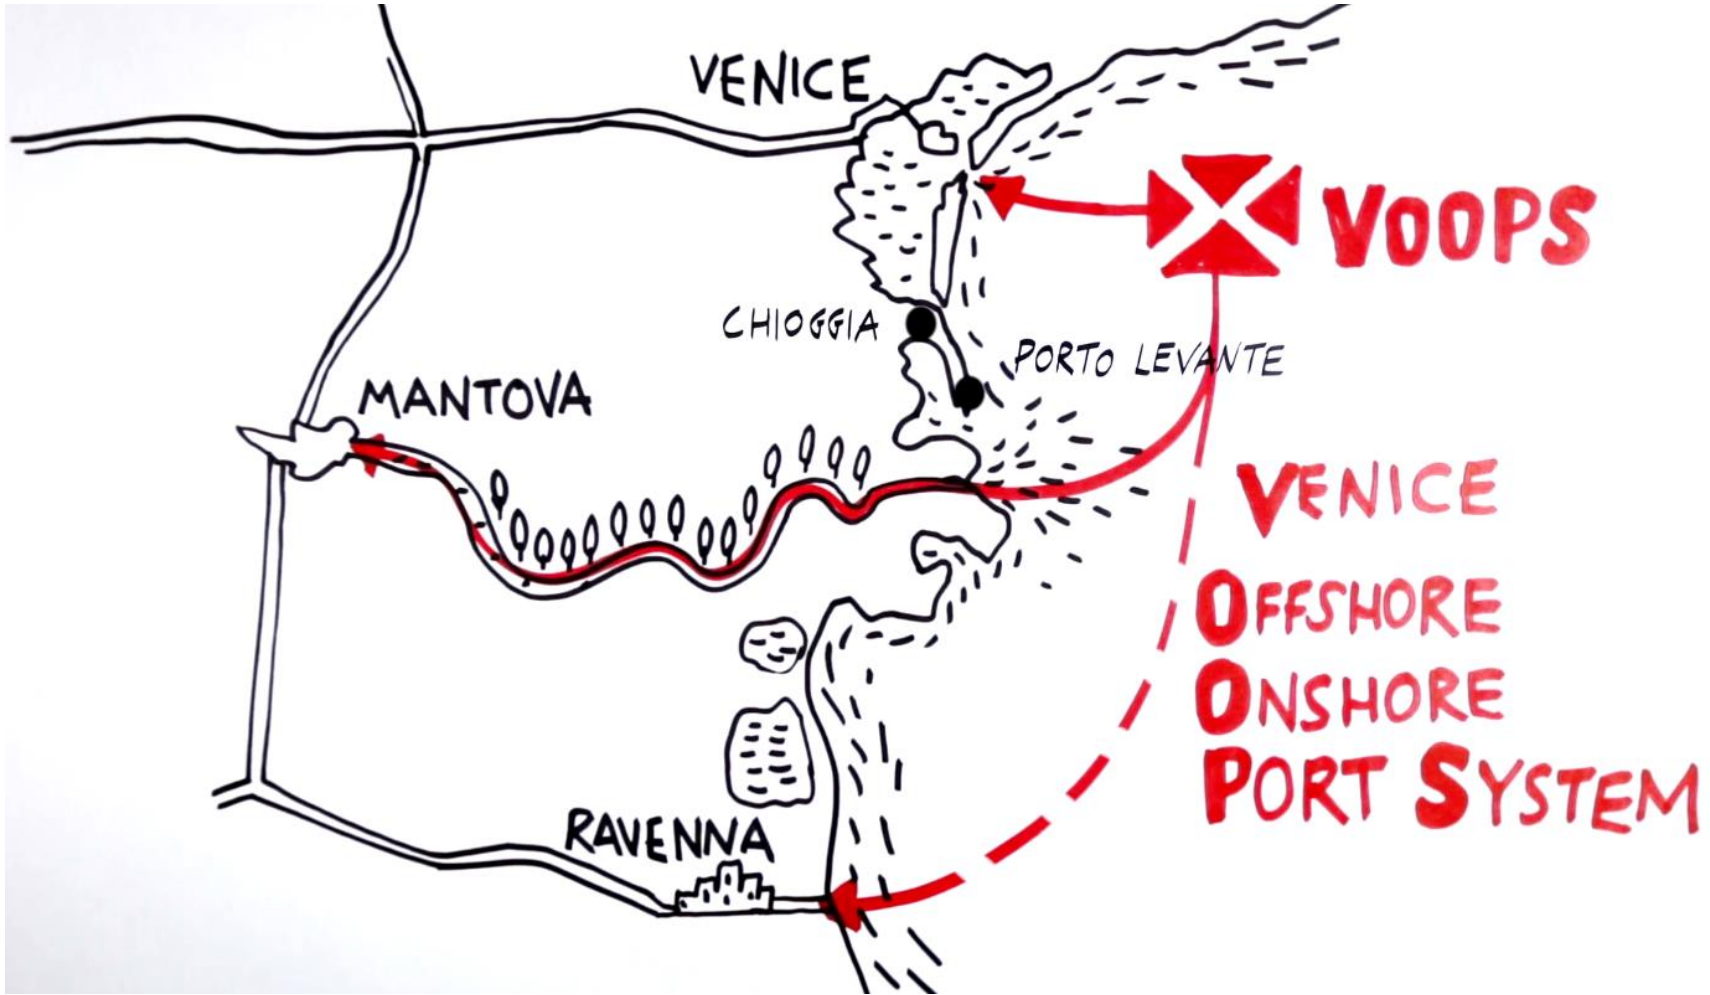 VENICE
VOOPS
CHIOGGIA
PORTO LEVANTE
MANTOVA
VENICE
OFFSHORE
ONSHORE
PORT SYSTEM
RAVENNA